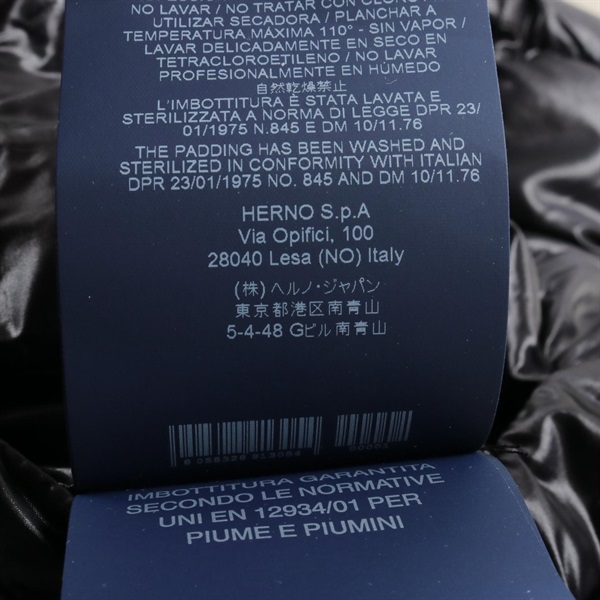 NO LAVAR / NO TRATAR CON CLORO /
UTILIZAR SECADORA / PLANCHAR A
TEMPERATURA MÁXIMA 110° - SIN VAPOR /
LAVAR DELICADAMENTE EN SECO EN
TETRACLOROETILENO / NO LAVAR
PROFESIONALMENTE EN HÚMEDO
自然乾燥禁止
L'IMBOTTITURA È STATA LAVATA E
STERILIZZATA A NORMA DI LEGGE DPR 23/
01/1975 N.845 E DM 10/11.76
THE PADDING HAS BEEN WASHED AND
STERILIZED IN CONFORMITY WITH ITALIAN
DPR 23/01/1975 NO. 845 AND DM 10/11.76
HERNO S.p.A
Via Opifici, 100
28040 Lesa (NO) Italy
(株) ヘルノ・ジャパン
東京都港区南青山
5-4-48 Gビル南青山
IMBOTTITURA GARANTITA
SECONDO LE NORMATIVE
UNI EN 12934/01 PER
PIUME E PIUMINI